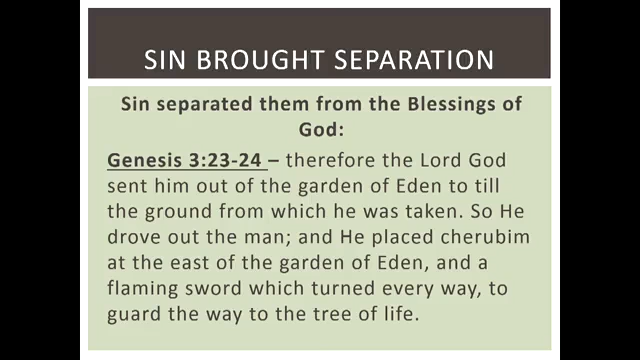 SIN BROUGHT SEPARATION
Sin separated them from the Blessings of
God:
Genesis 3:23-24 – therefore the Lord God
sent him out of the garden of Eden to till
the ground from which he was taken. So He
drove out the man; and He placed cherubim
at the east of the garden of Eden, and a
flaming sword which turned every way, to
guard the way to the tree of life.